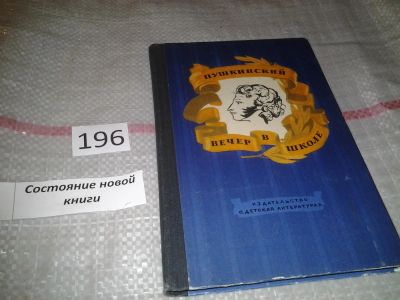 ПУШКИНСКИЙ
ВЕЧЕР В ШКОЛЕ
ИЗДАТЕЛЬСТВО
«ДЕТСКАЯ ЛИТЕРАТУРА»
196
Состояние новой
книги